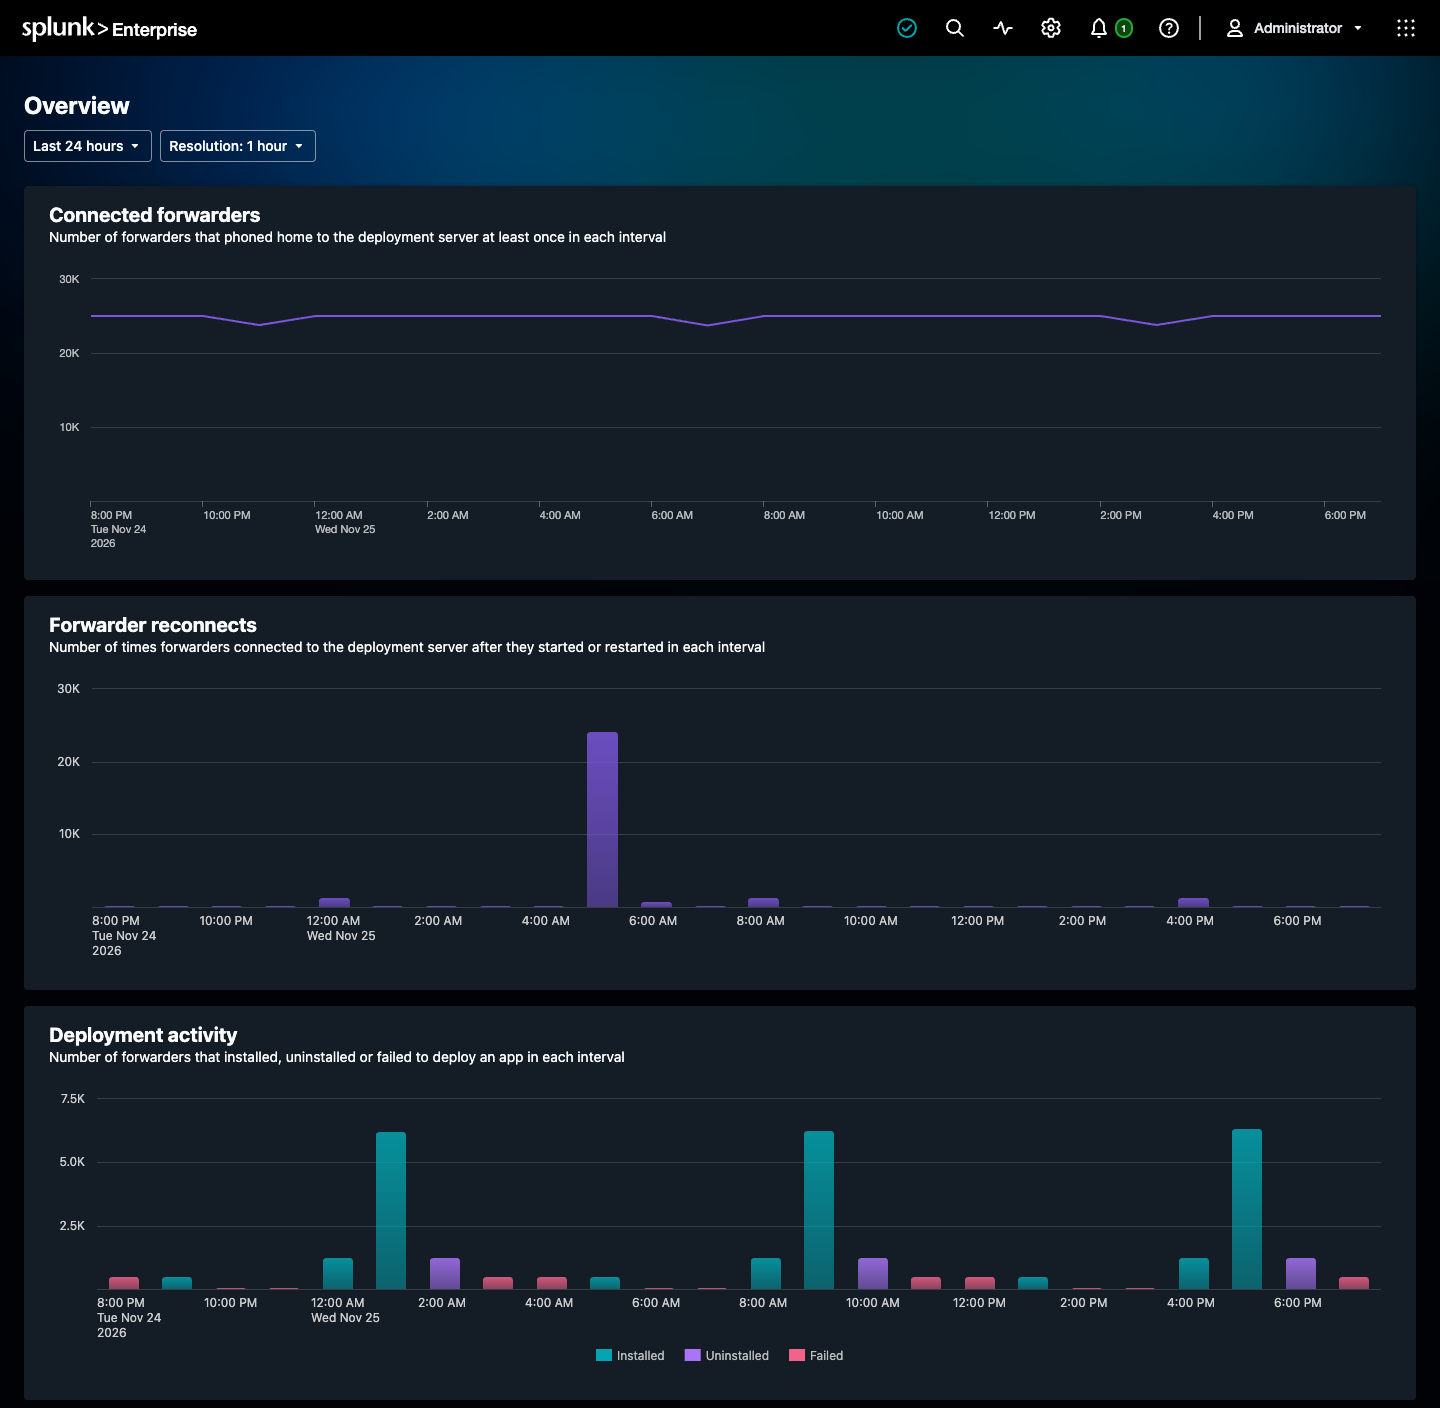 splunk> Enterprise
1
Administrator
Overview
Last 24 hours
Resolution: 1 hour
Connected forwarders
Number of forwarders that phoned home to the deployment server at least once in each interval
30K
20K
10K
8:00 PM 10:00 PM 12:00 AM 2:00 AM 4:00 AM 6:00 AM 8:00 AM 10:00 AM 12:00 PM 2:00 PM 4:00 PM 6:00 PM
Tue Nov 24 Wed Nov 25
2026
Forwarder reconnects
Number of times forwarders connected to the deployment server after they started or restarted in each interval
30K
20K
10K
8:00 PM 10:00 PM 12:00 AM 2:00 AM 4:00 AM 6:00 AM 8:00 AM 10:00 AM 12:00 PM 2:00 PM 4:00 PM 6:00 PM
Tue Nov 24 Wed Nov 25
2026
Deployment activity
Number of forwarders that installed, uninstalled or failed to deploy an app in each interval
7.5K
5.0K
2.5K
8:00 PM 10:00 PM 12:00 AM 2:00 AM 4:00 AM 6:00 AM 8:00 AM 10:00 AM 12:00 PM 2:00 PM 4:00 PM 6:00 PM
Tue Nov 24 Wed Nov 25
2026
Installed Uninstalled Failed